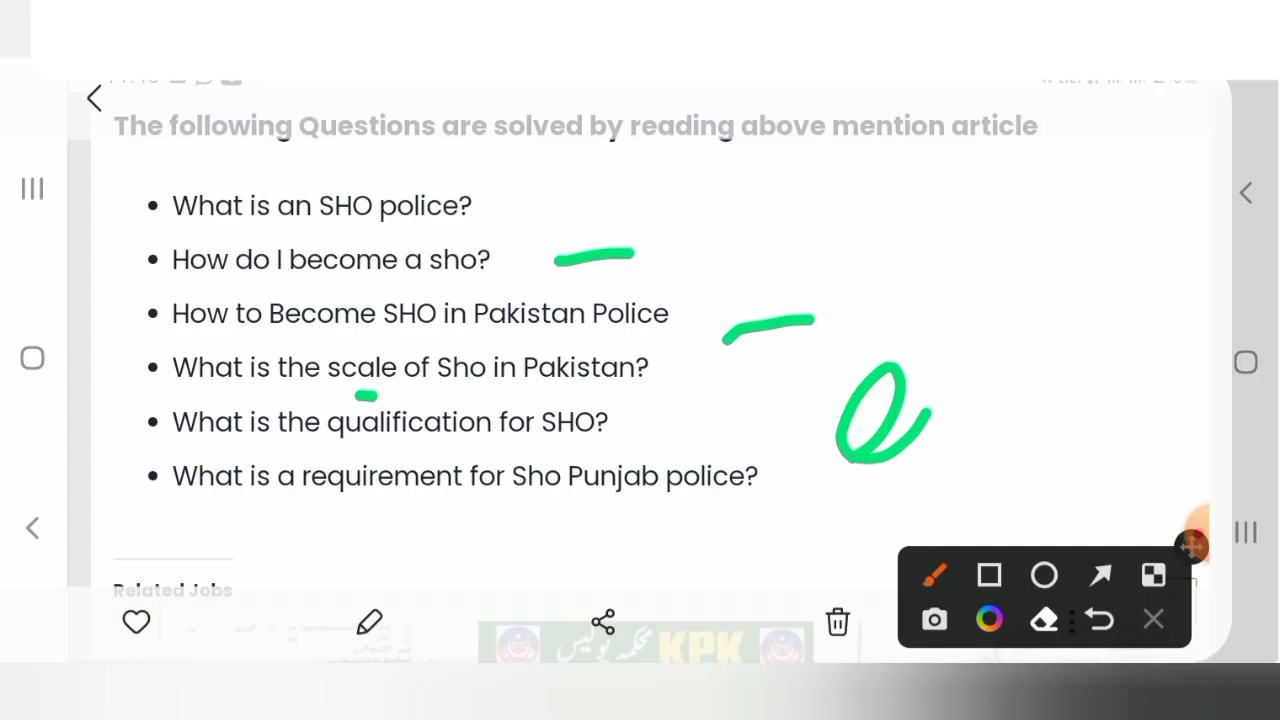 The following Questions are solved by reading above mention article
What is an SHO police?
How do I become a sho?
How to Become SHO in Pakistan Police
What is the scale of Sho in Pakistan?
What is the qualification for SHO?
What is a requirement for Sho Punjab police?
Related Jobs
محکمہ پولیس KPK